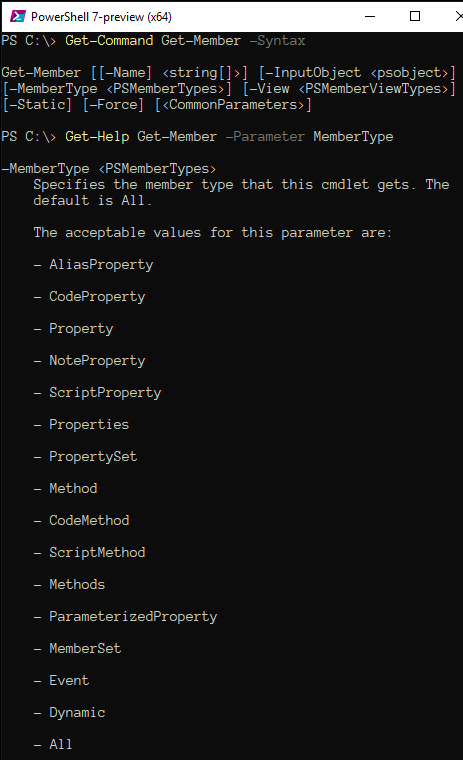 PowerShell 7-preview (x64)
PS C:\> Get-Command Get-Member -Syntax
Get-Member [[-Name] <string[]>] [-InputObject <psobject>]
[-MemberType <PSMemberTypes>] [-View <PSMemberViewTypes>]
[-Static] [-Force] [<CommonParameters>]
PS C:\> Get-Help Get-Member -Parameter MemberType
-MemberType <PSMemberTypes>
Specifies the member type that this cmdlet gets. The
default is All.
The acceptable values for this parameter are:
- AliasProperty
- CodeProperty
- Property
- NoteProperty
- ScriptProperty
- Properties
- PropertySet
- Method
- CodeMethod
- ScriptMethod
- Methods
- ParameterizedProperty
- MemberSet
- Event
- Dynamic
- All